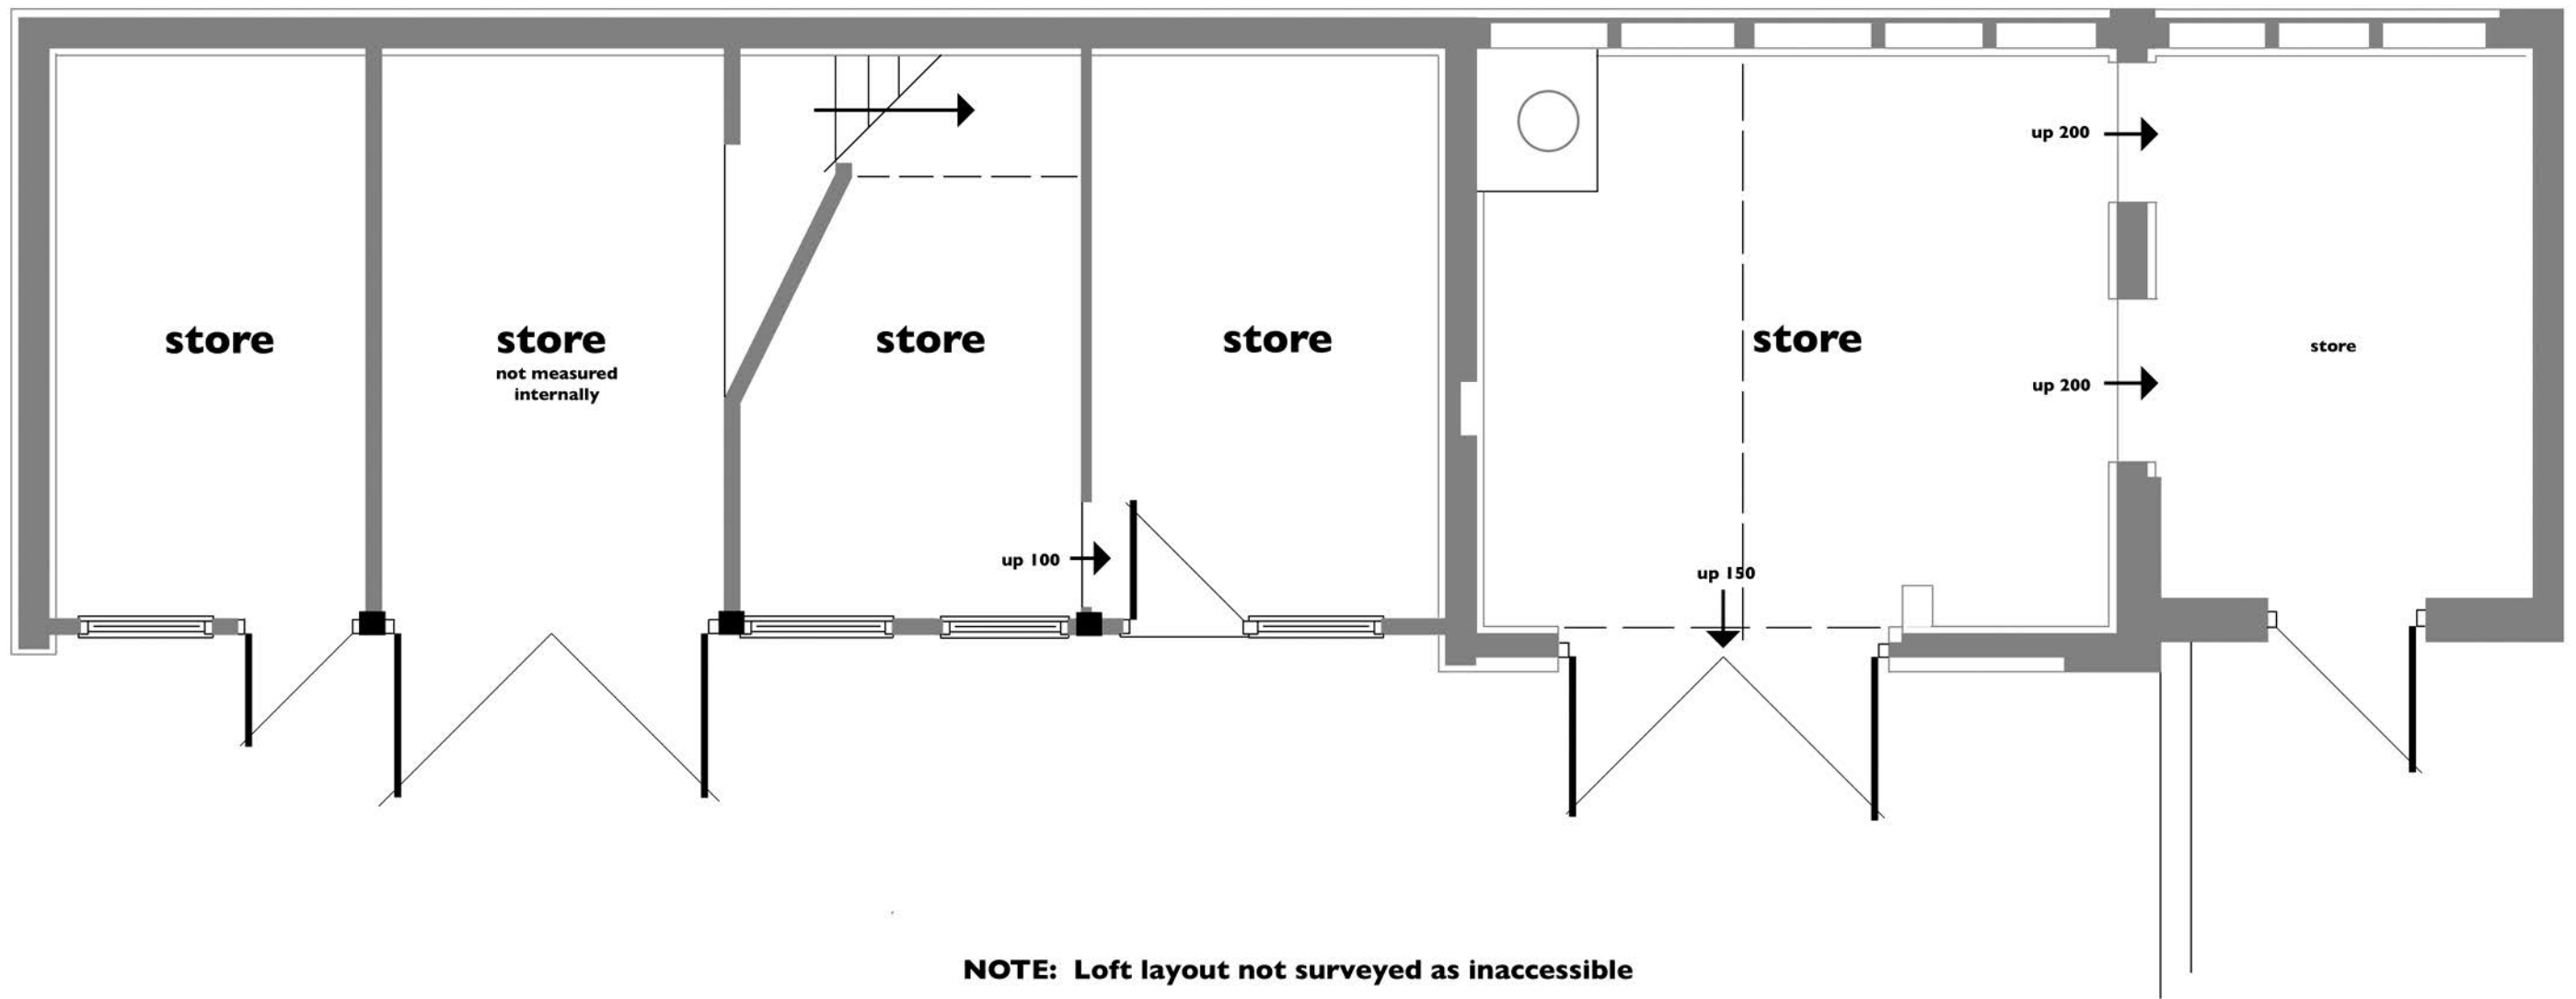 up 200
store
store
not measured
internally
store
store
store
store
up 200
up 100
up 150
NOTE: Loft layout not surveyed as inaccessible